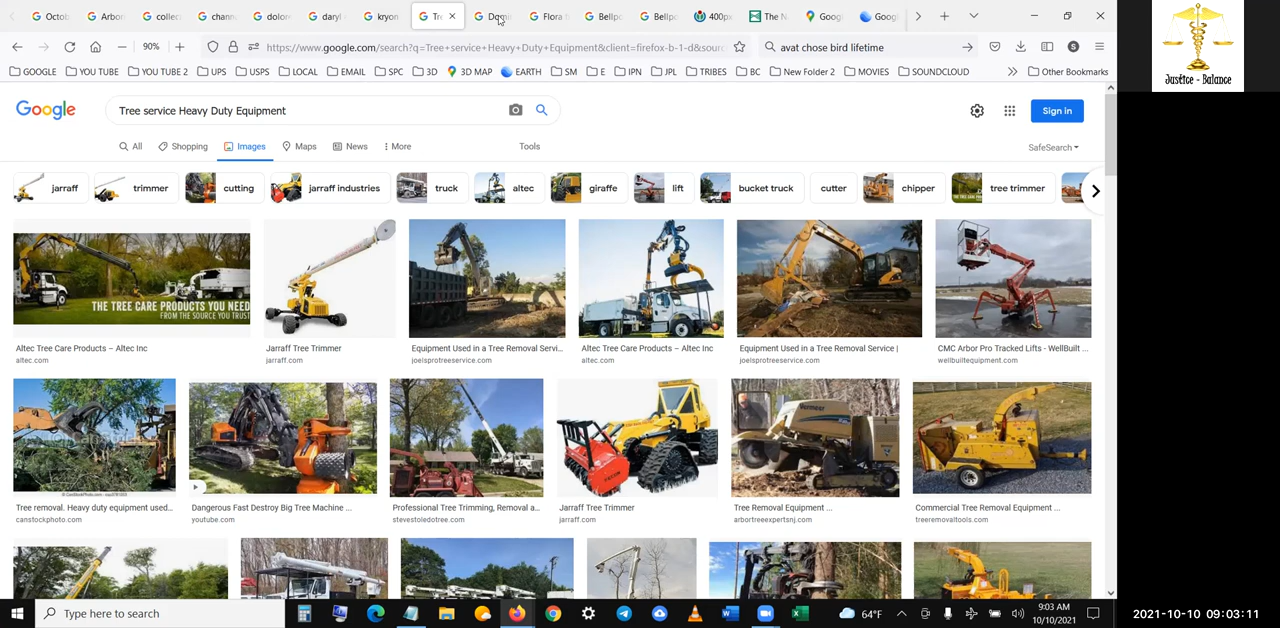 Octob
Arbor
collec
chann
dolor
daryl
kryon
Tr
Do
Flora
Bellpo
Bellpo
400px
The N
Googl
Googl
90%
https://www.google.com/search?q=Tree+service+Heavy+Duty+Equipment&client=firefox-b-1-d&sour
avat chose bird lifetime
GOOGLE
YOU TUBE
YOU TUBE 2
UPS
USPS
LOCAL
EMAIL
SPC
3D
3D MAP
EARTH
SM
E
IPN
JPL
TRIBES
BC
New Folder 2
MOVIES
SOUNDCLOUD
Other Bookmarks
Justice - Balance
Google
Tree service Heavy Duty Equipment
Sign in
All
Shopping
Images
Maps
News
More
Tools
SafeSearch
jarraff
trimmer
cutting
jarraff industries
truck
altec
giraffe
lift
bucket truck
cutter
chipper
tree trimmer
THE TREE CARE PRODUCTS YOU NEED
FROM THE SOURCE YOU TRUST
Altec Tree Care Products – Altec Inc
altec.com
Jarraff Tree Trimmer
jarraff.com
Equipment Used in a Tree Removal Servi...
joelsprotreeservice.com
Altec Tree Care Products – Altec Inc
altec.com
Equipment Used in a Tree Removal Service |
joelsprotreeservice.com
CMC Arbor Pro Tracked Lifts - WellBuilt ...
wellbuiltequipment.com
Vermeer
Tree removal. Heavy duty equipment used...
canstockphoto.com
Dangerous Fast Destroy Big Tree Machine ...
youtube.com
Professional Tree Trimming, Removal a...
stevestoledotree.com
Jarraff Tree Trimmer
jarraff.com
Tree Removal Equipment ...
arbortreeexpertsnj.com
Commercial Tree Removal Equipment ...
treeremovaltools.com
Type here to search
64°F
9:03 AM
10/10/2021
2021-10-10 09:03:11